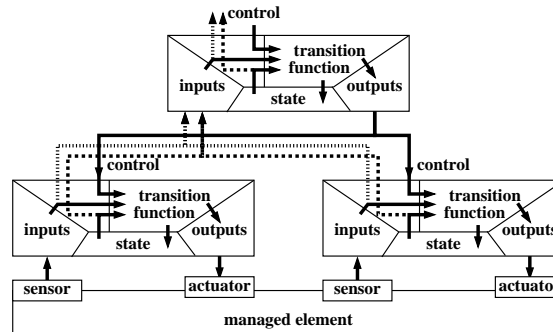 control
transition
function
inputs
outputs
state
control
control
transition
function
inputs
outputs
state
transition
function
inputs
outputs
state
sensor
actuator
sensor
actuator
managed element